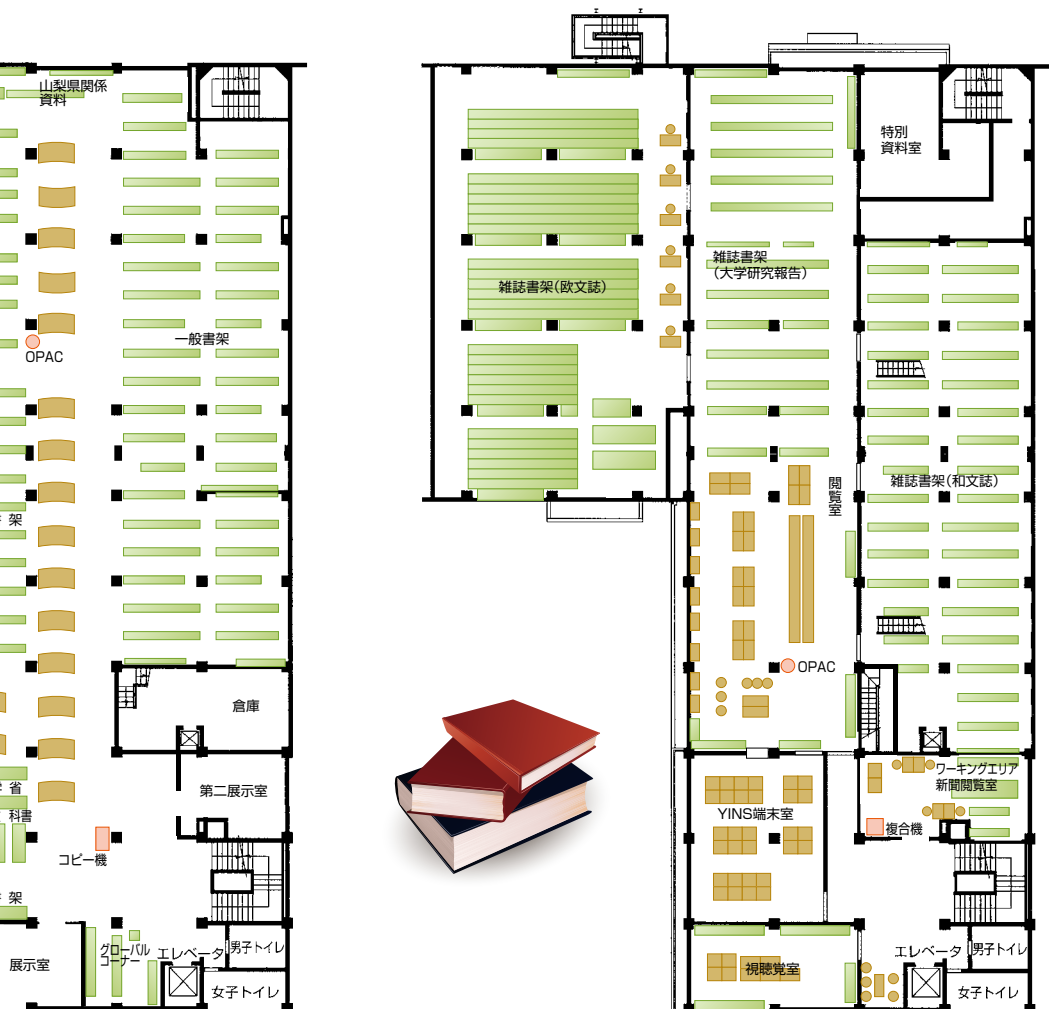 山梨県関係
資料
OPAC
一般書架
架
倉庫
省
科書
第二展示室
コピー機
架
展示室
グローバル
コーナー
エレベータ
男子トイレ
女子トイレ
特別
資料室
雑誌書架(欧文誌)
雑誌書架
(大学研究報告)
閲覧室
雑誌書架(和文誌)
OPAC
YINS端末室
ワーキングエリア
新聞閲覧室
複合機
視聴覚室
エレベータ
男子トイレ
女子トイレ